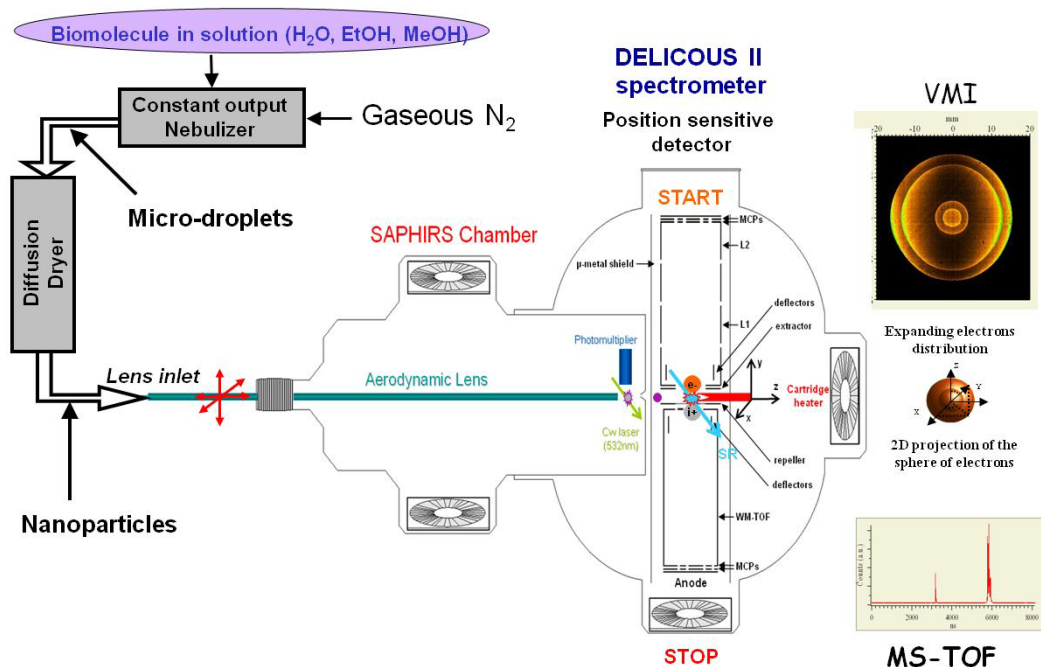 Biomolecule in solution (H₂O, EtOH, MeOH)
Constant output
Nebulizer
Gaseous N₂
Micro-droplets
Diffusion
Dryer
Lens inlet
Nanoparticles
SAPHIRS Chamber
Aerodynamic Lens
Photomultiplier
Cw laser
(532nm)
DELICOUS II
spectrometer
Position sensitive
detector
START
MCPs
L2
µ-metal shield
deflectors
L1
extractor
e-
i+
y
z
x
Cartridge
heater
SR
repeller
deflectors
WM-TOF
MCPs
Anode
STOP
VMI
mm
-20 -10 0 10 20
Expanding electrons
distribution
z
Y
X
2D projection of the
sphere of electrons
Counts (a.u.)
0 2000 4000 6000 8000
ns
MS-TOF